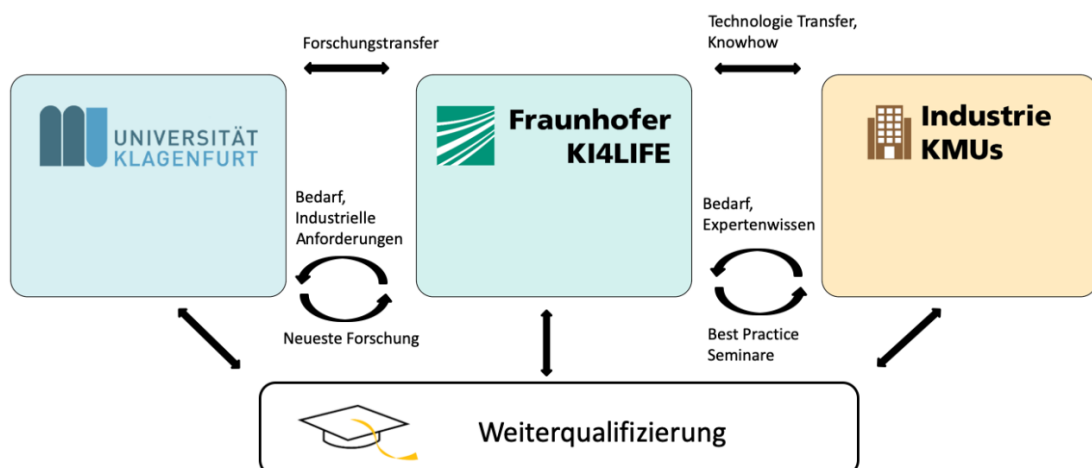 Forschungstransfer
Technologie Transfer,
Knowhow
UNIVERSITÄT
KLAGENFURT
Fraunhofer
KI4LIFE
Industrie
KMUs
Bedarf,
Industrielle
Anforderungen
Neueste Forschung
Bedarf,
Expertenwissen
Best Practice
Seminare
Weiterqualifizierung